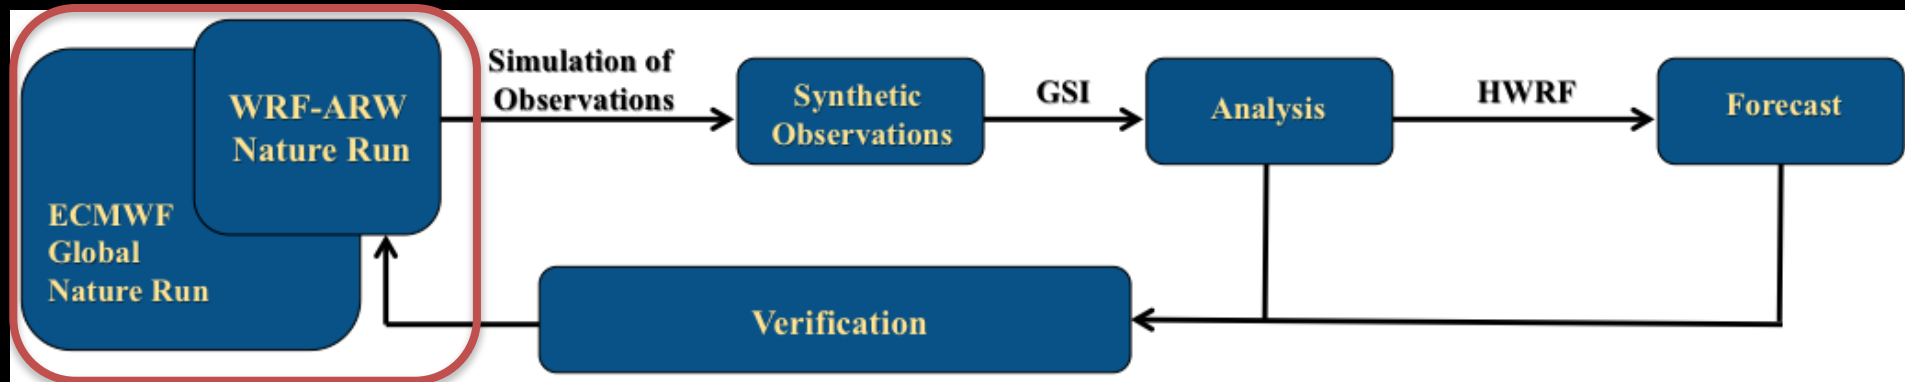 WRF-ARW
Nature Run
ECMWF
Global
Nature Run
Simulation of
Observations
Synthetic
Observations
GSI
Analysis
HWRF
Forecast
Verification